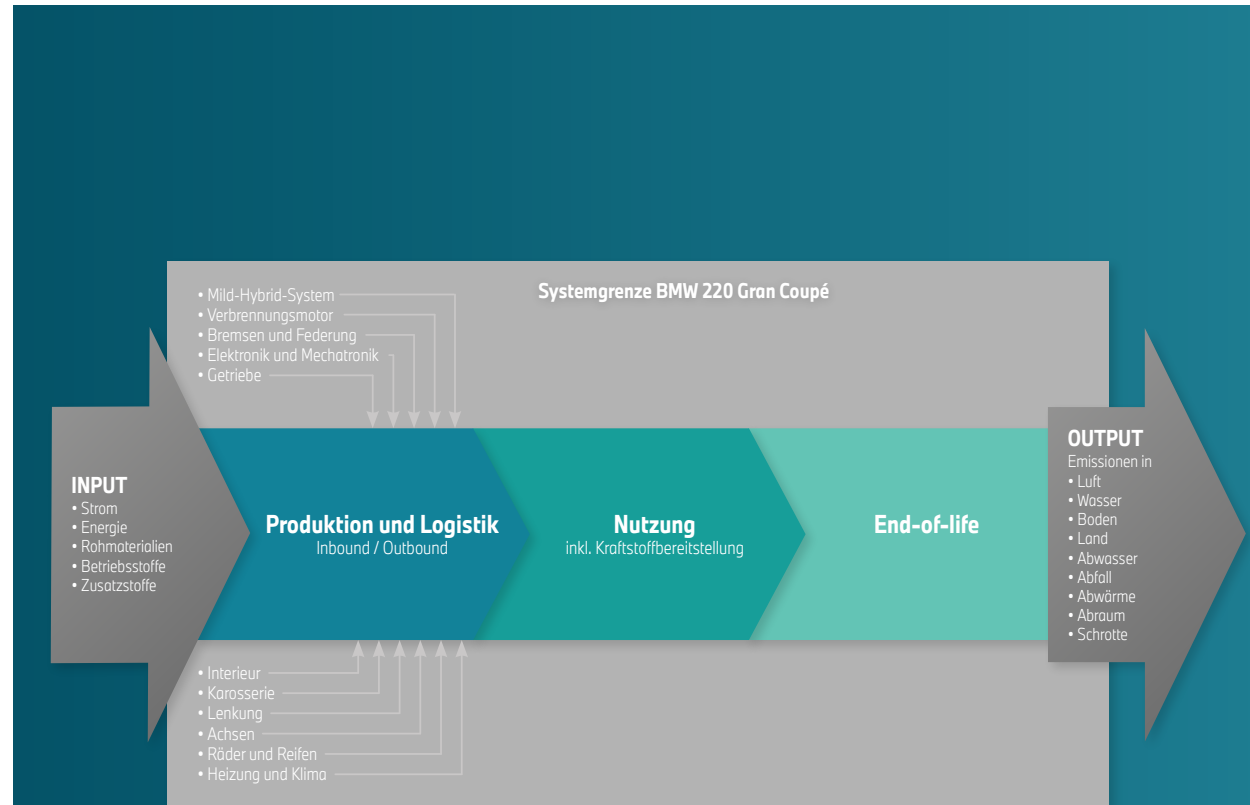 Systemgrenze BMW 220 Gran Coupé
• Mild-Hybrid-System
• Verbrennungsmotor
• Bremsen und Federung
• Elektronik und Mechatronik
• Getriebe
INPUT
• Strom
• Energie
• Rohmaterialien
• Betriebsstoffe
• Zusatzstoffe
Produktion und Logistik
Inbound / Outbound
Nutzung
inkl. Kraftstoffbereitstellung
End-of-life
OUTPUT
Emissionen in
• Luft
• Wasser
• Boden
• Land
• Abwasser
• Abfall
• Abwärme
• Abraum
• Schrotte
• Interieur
• Karosserie
• Lenkung
• Achsen
• Räder und Reifen
• Heizung und Klima